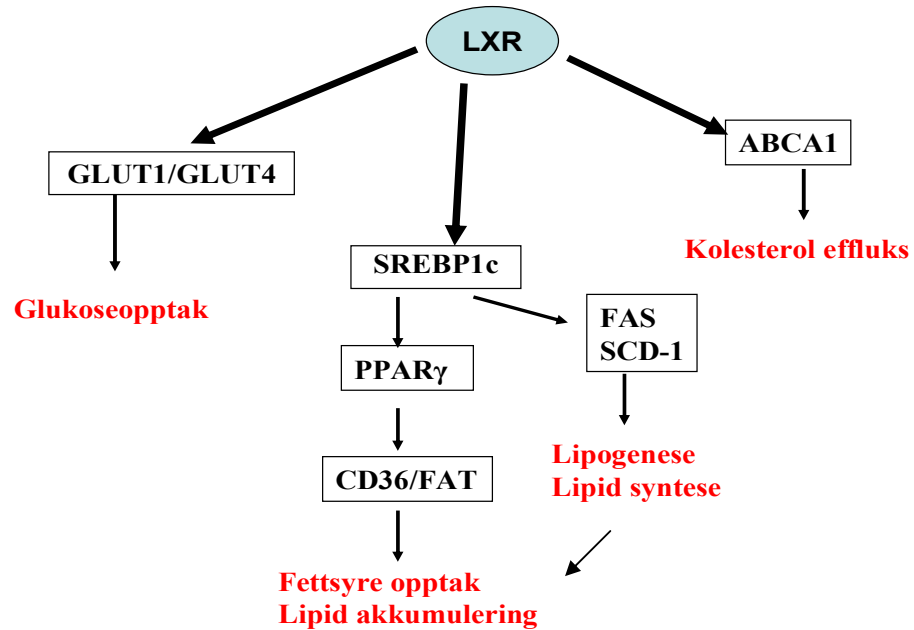 LXR
GLUT1/GLUT4
ABCA1
Glukoseopptak
SREBP1c
Kolesterol effluks
PPARγ
FAS
SCD-1
CD36/FAT
Lipogenese
Lipid syntese
Fettsyre opptak
Lipid akkumulering